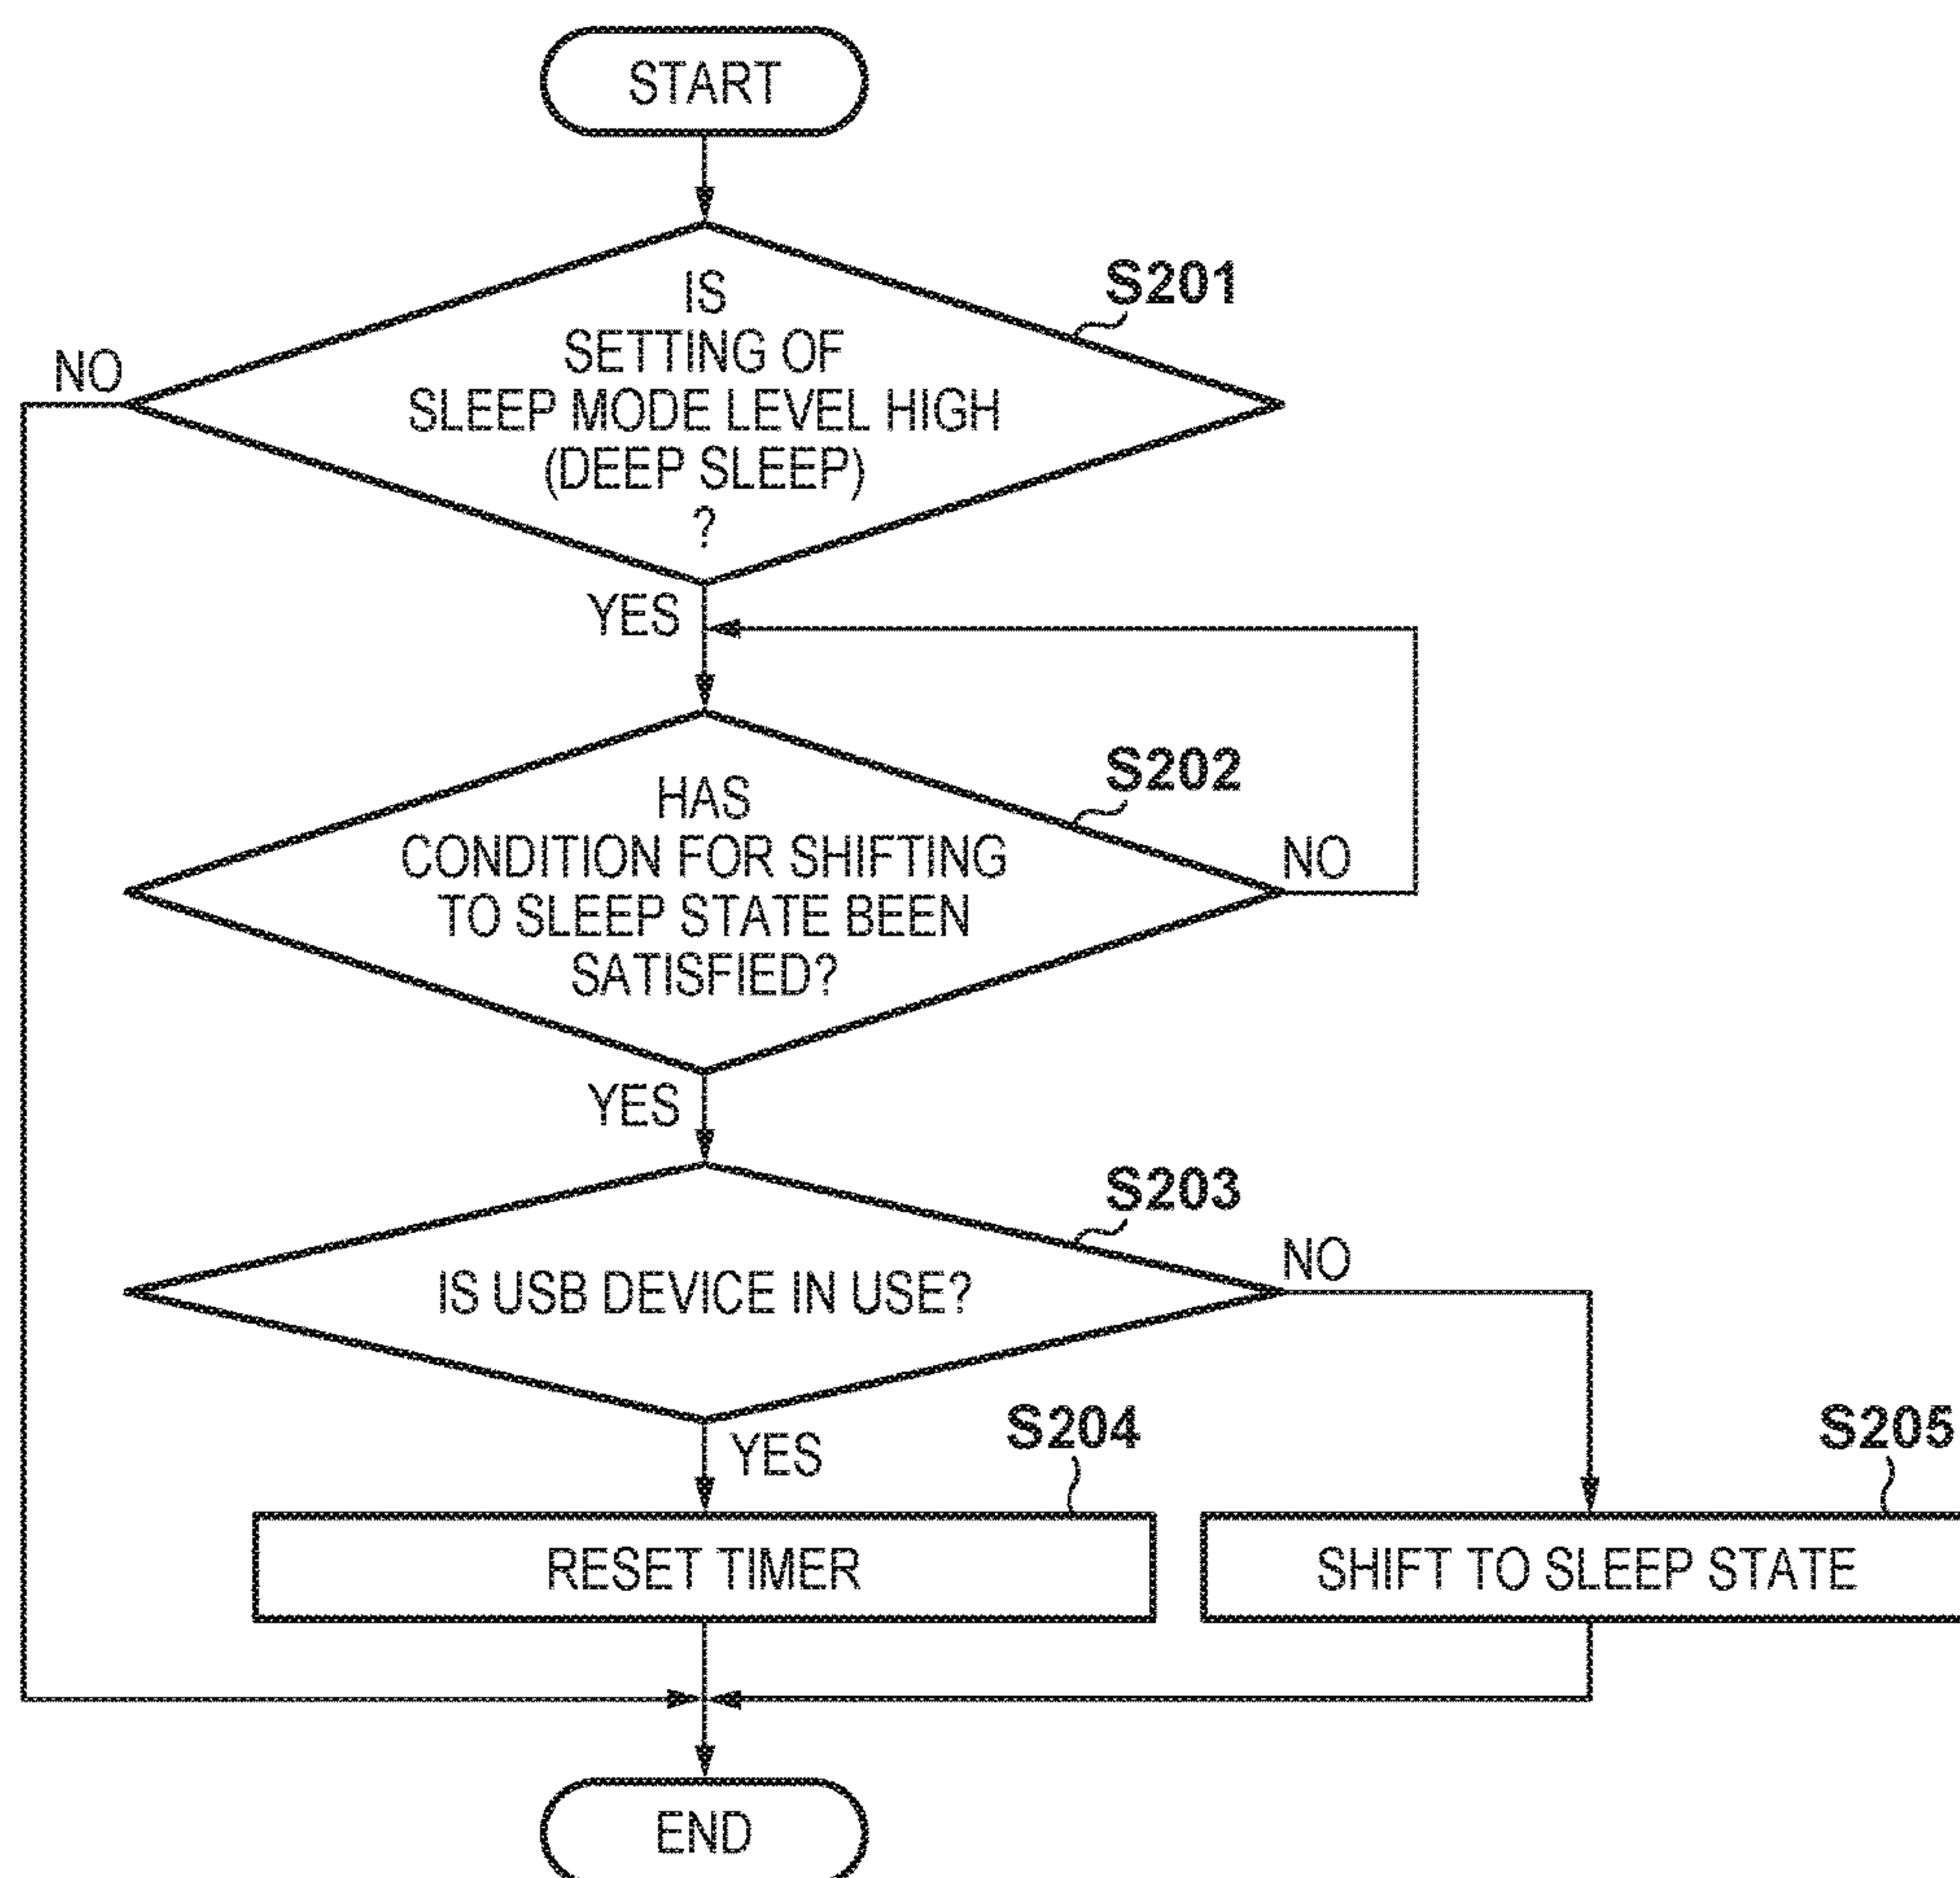 START
S201
IS
SETTING OF
SLEEP MODE LEVEL HIGH
(DEEP SLEEP)
?
NO
YES
S202
HAS
CONDITION FOR SHIFTING
TO SLEEP STATE BEEN
SATISFIED?
NO
YES
S203
IS USB DEVICE IN USE?
NO
YES
S204
RESET TIMER
S205
SHIFT TO SLEEP STATE
END